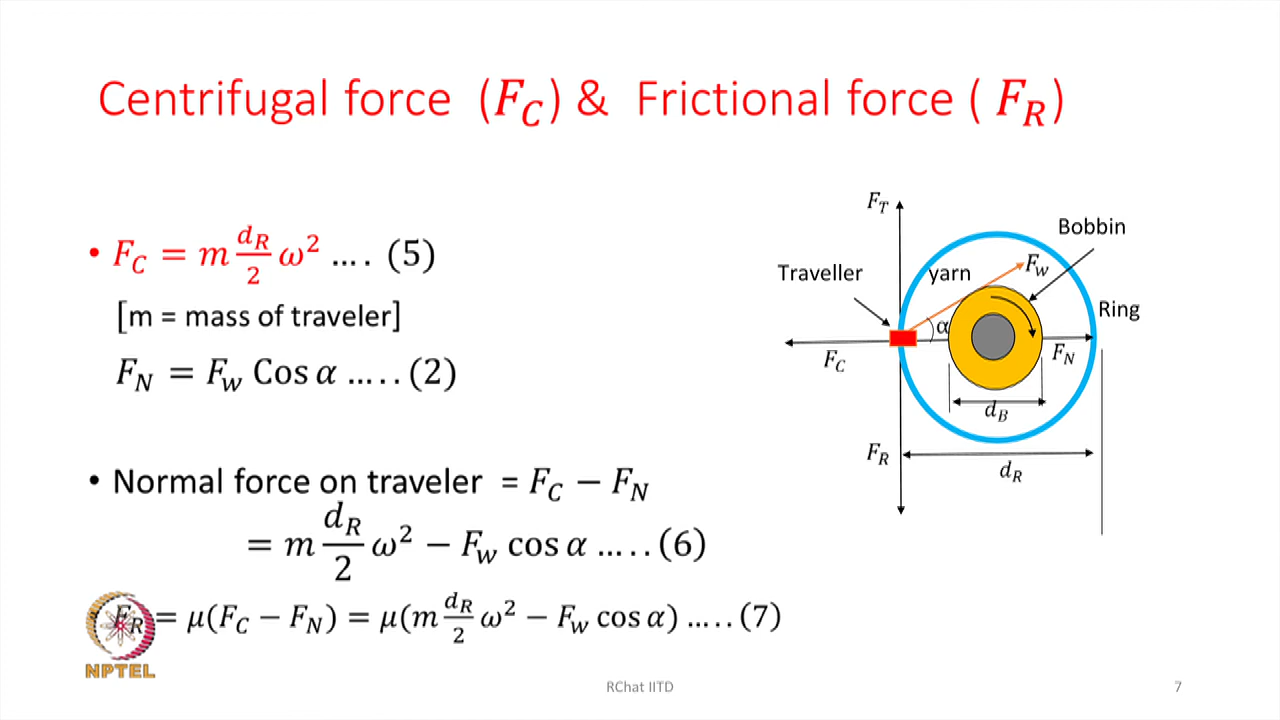 Centrifugal force (F_C) & Frictional force ( F_R)
• F_C = m d_R/2 ω² .... (5)
[m = mass of traveler]
F_N = F_w Cos α ..... (2)
• Normal force on traveler = F_C − F_N
= m d_R/2 ω² − F_w cos α ..... (6)
F_R = μ(F_C − F_N) = μ(m d_R/2 ω² − F_w cos α) ..... (7)
F_T
Bobbin
Traveller
yarn
F_w
Ring
α
F_C
F_N
d_B
F_R
d_R
NPTEL
RChat IITD
7